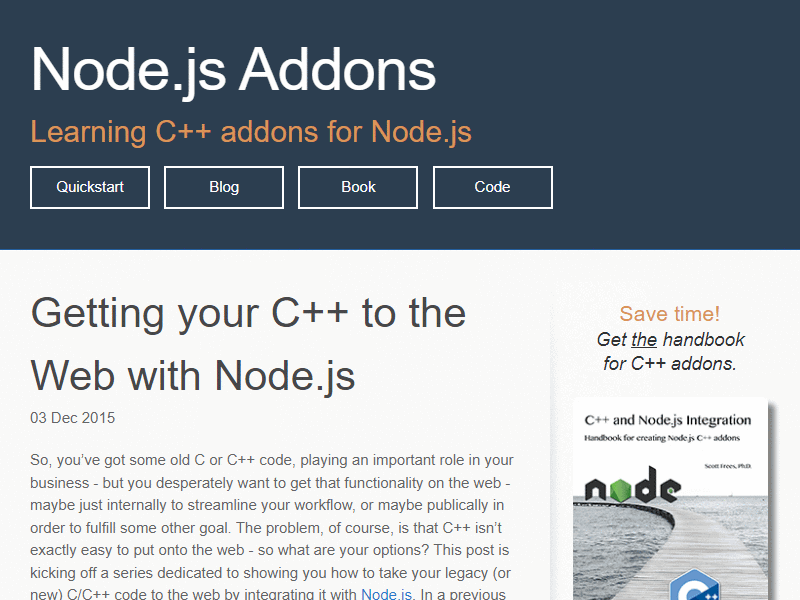 Node.js Addons
Learning C++ addons for Node.js
Quickstart
Blog
Book
Code
Getting your C++ to the
Web with Node.js
03 Dec 2015
So, you’ve got some old C or C++ code, playing an important role in your
business - but you desperately want to get that functionality on the web -
maybe just internally to streamline your workflow, or maybe publically in
order to fulfill some other goal. The problem, of course, is that C++ isn’t
exactly easy to put onto the web - so what are your options? This post is
kicking off a series dedicated to showing you how to take your legacy (or
new) C/C++ code to the web by integrating it with Node.js. In a previous
Save time!
Get the handbook
for C++ addons.
C++ and Node.js Integration
Handbook for creating Node.js C++ addons
Scott Frees, Ph.D.
node
C++